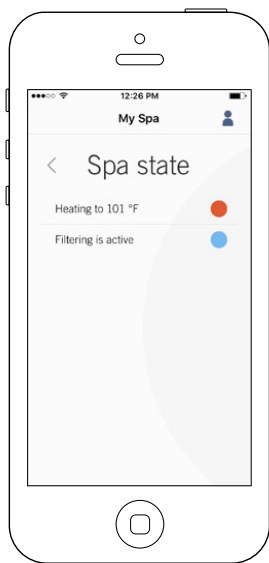 12:26 PM
My Spa
Spa state
Heating to 101 °F
Filtering is active